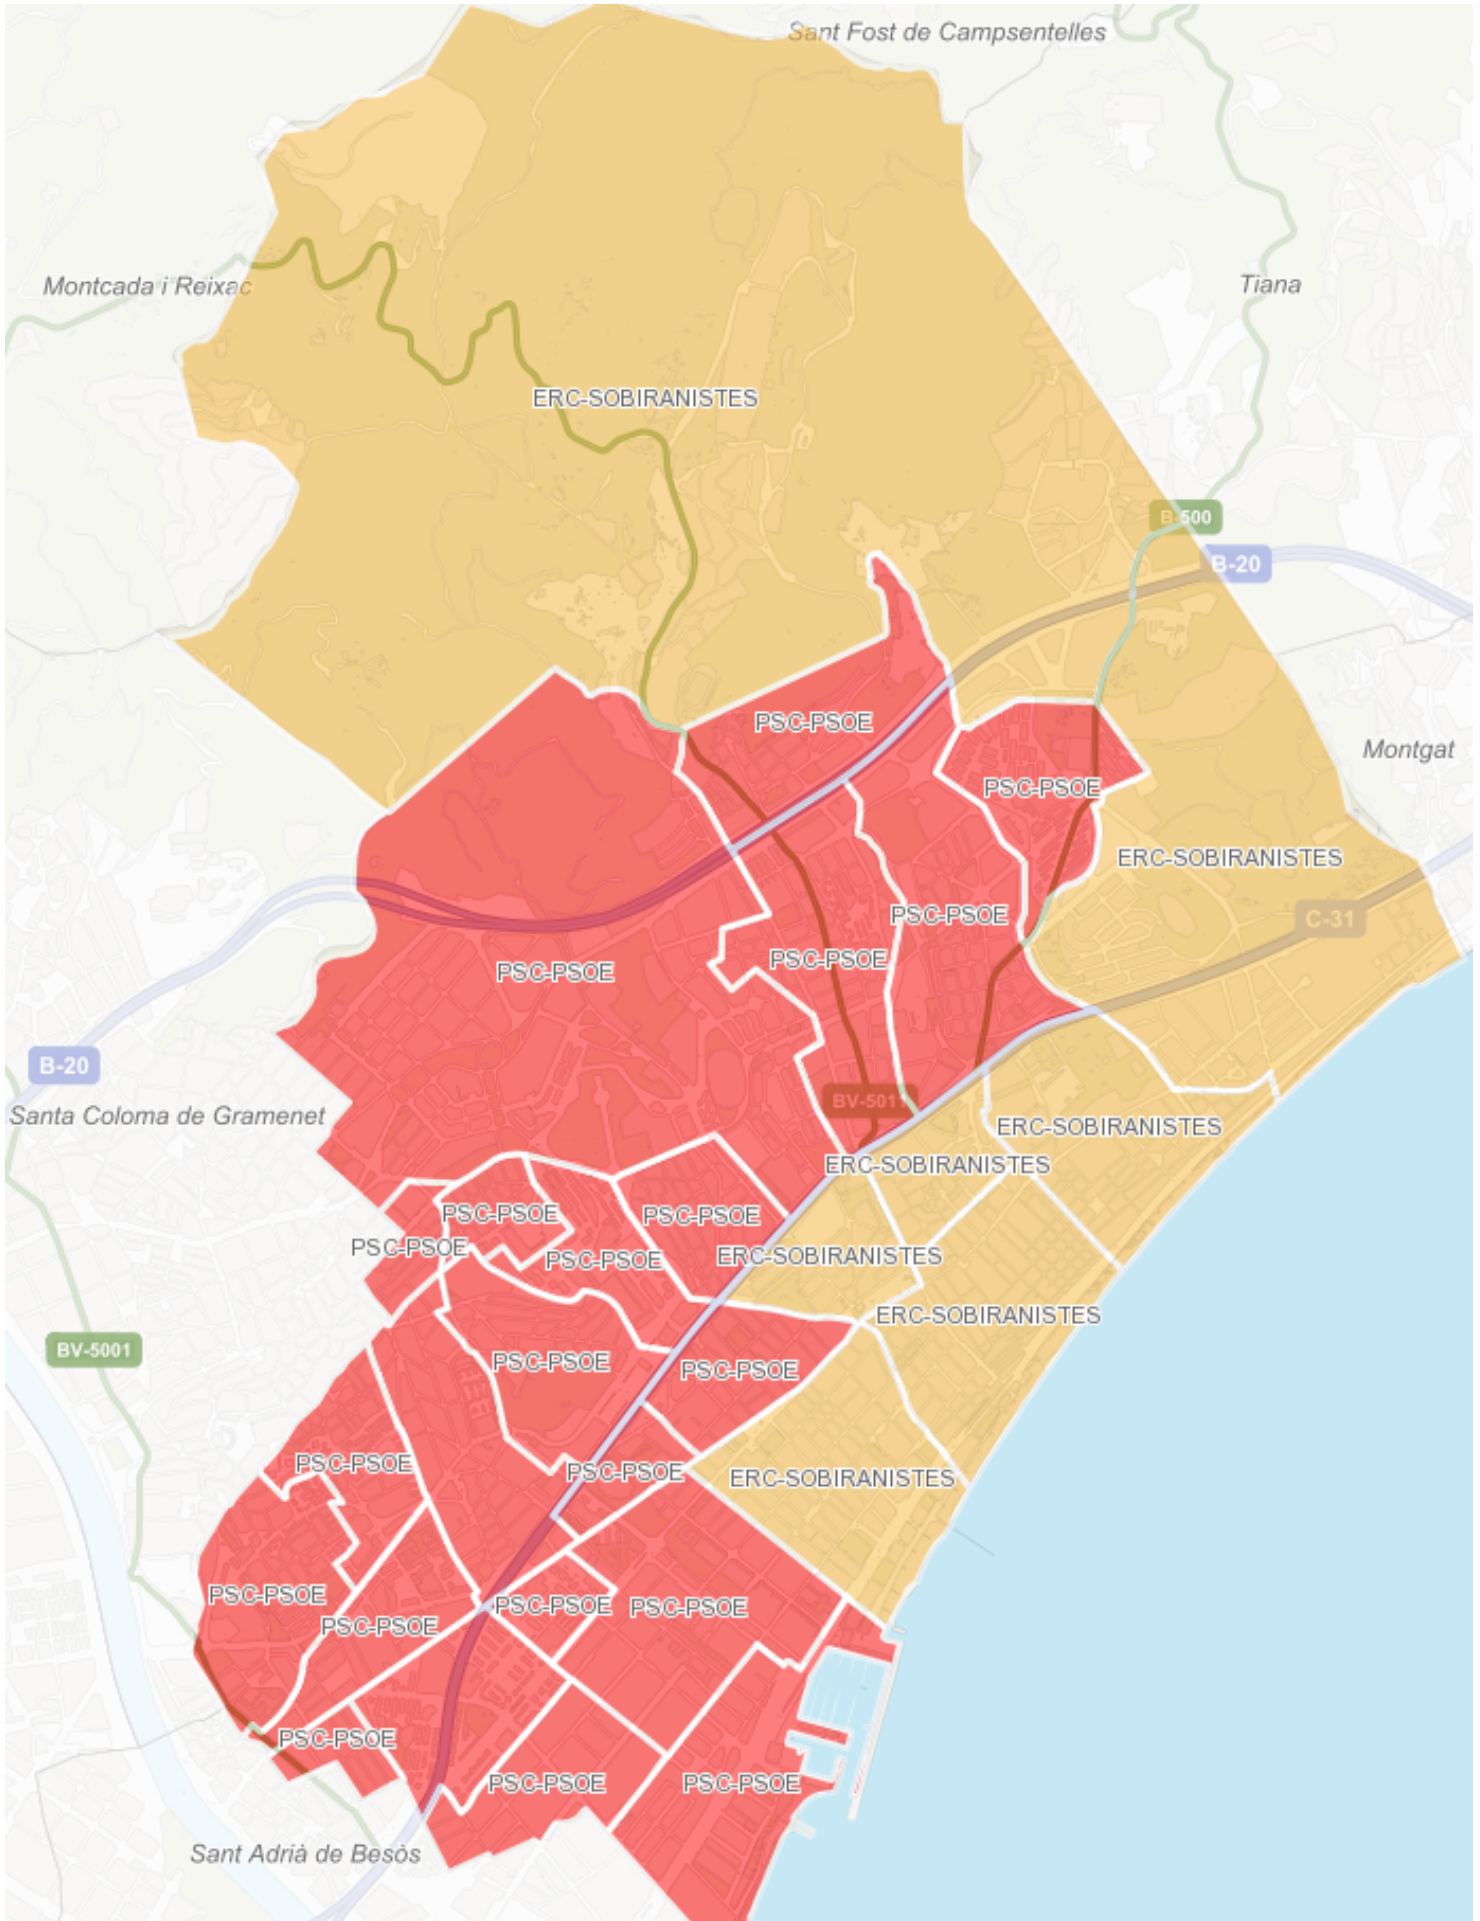 Sant Fost de Campsentelles
Montcada i Reixac
Tiana
ERC-SOBIRANISTES
B-500
B-20
PSC-PSOE
Montgat
PSC-PSOE
ERC-SOBIRANISTES
PSC-PSOE
C-31
PSC-PSOE
PSC-PSOE
B-20
BV-5011
Santa Coloma de Gramenet
ERC-SOBIRANISTES
ERC-SOBIRANISTES
PSC-PSOE
PSC-PSOE
PSC-PSOE
ERC-SOBIRANISTES
PSC-PSOE
ERC-SOBIRANISTES
BV-5001
PSC-PSOE
PSC-PSOE
PSC-PSOE
PSC-PSOE
ERC-SOBIRANISTES
PSC-PSOE
PSC-PSOE
PSC-PSOE
PSC-PSOE
PSC-PSOE
PSC-PSOE
PSC-PSOE
Sant Adrià de Besòs